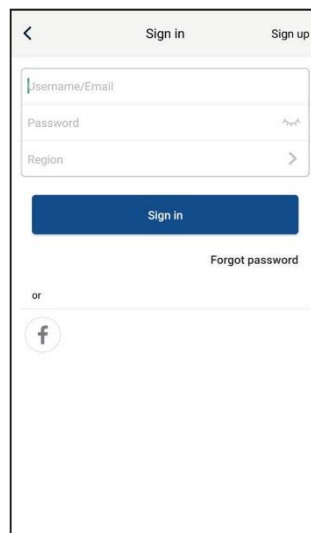 Sign in Sign up
Username/Email
Password
Region
Sign in
Forgot password
or
f